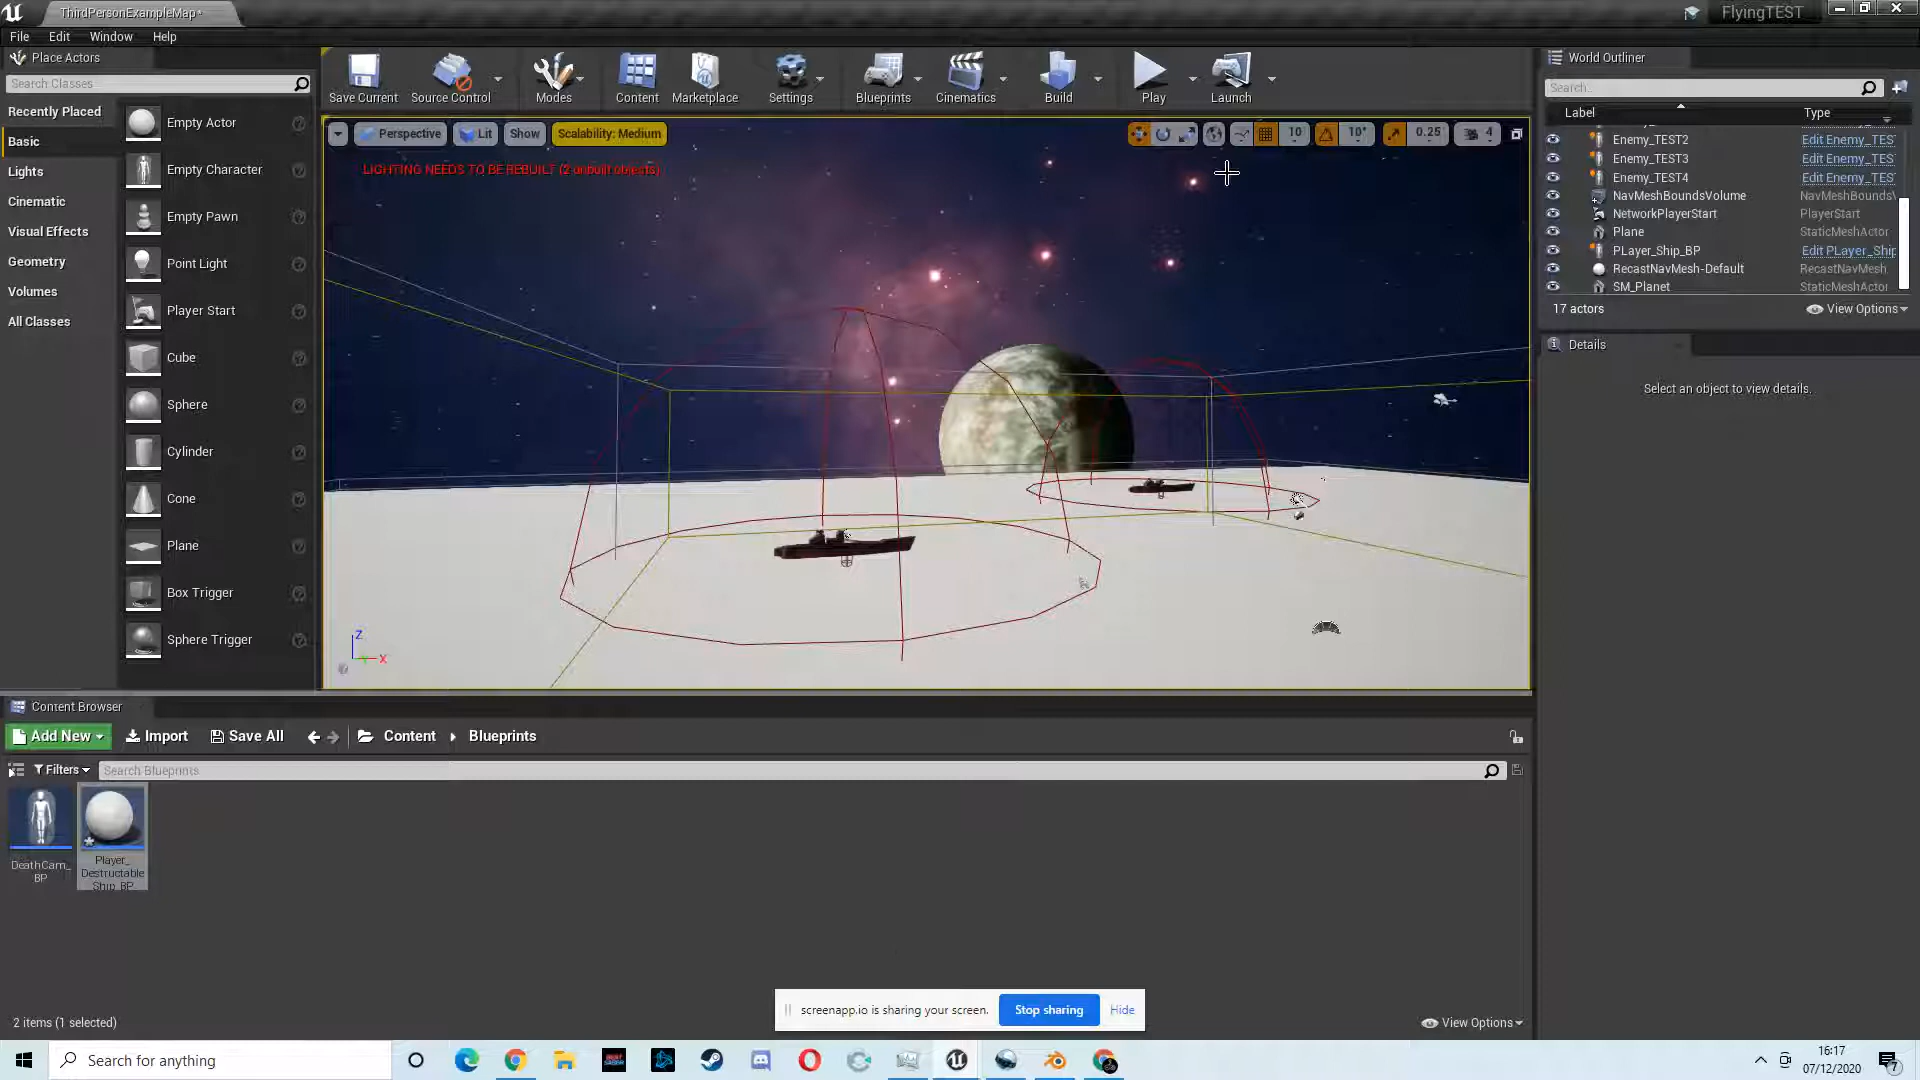 ThirdPersonExampleMap*
FlyingTEST
File Edit Window Help
Place Actors
Search Classes
Recently Placed
Basic
Lights
Cinematic
Visual Effects
Geometry
Volumes
All Classes
Empty Actor
Empty Character
Empty Pawn
Point Light
Player Start
Cube
Sphere
Cylinder
Cone
Plane
Box Trigger
Sphere Trigger
Save Current Source Control Modes Content Marketplace Settings Blueprints Cinematics Build Play Launch
Perspective Lit Show Scalability: Medium 10 10° 0.25 4
LIGHTING NEEDS TO BE REBUILT (2 unbuilt objects)
Z
X
World Outliner
Search...
Label Type
Enemy_TEST2 Edit Enemy_TES
Enemy_TEST3 Edit Enemy_TES
Enemy_TEST4 Edit Enemy_TES
NavMeshBoundsVolume NavMeshBounds
NetworkPlayerStart PlayerStart
Plane StaticMeshActor
PLayer_Ship_BP Edit PLayer_Ship
RecastNavMesh-Default RecastNavMesh
SM_Planet StaticMeshActor
17 actors View Options
Details
Select an object to view details.
Content Browser
Add New Import Save All Content Blueprints
Filters Search Blueprints
DeathCam_
BP
Player_
Destructable
Ship_BP
2 items (1 selected)
View Options
screenapp.io is sharing your screen. Stop sharing Hide
Search for anything
16:17
07/12/2020
7